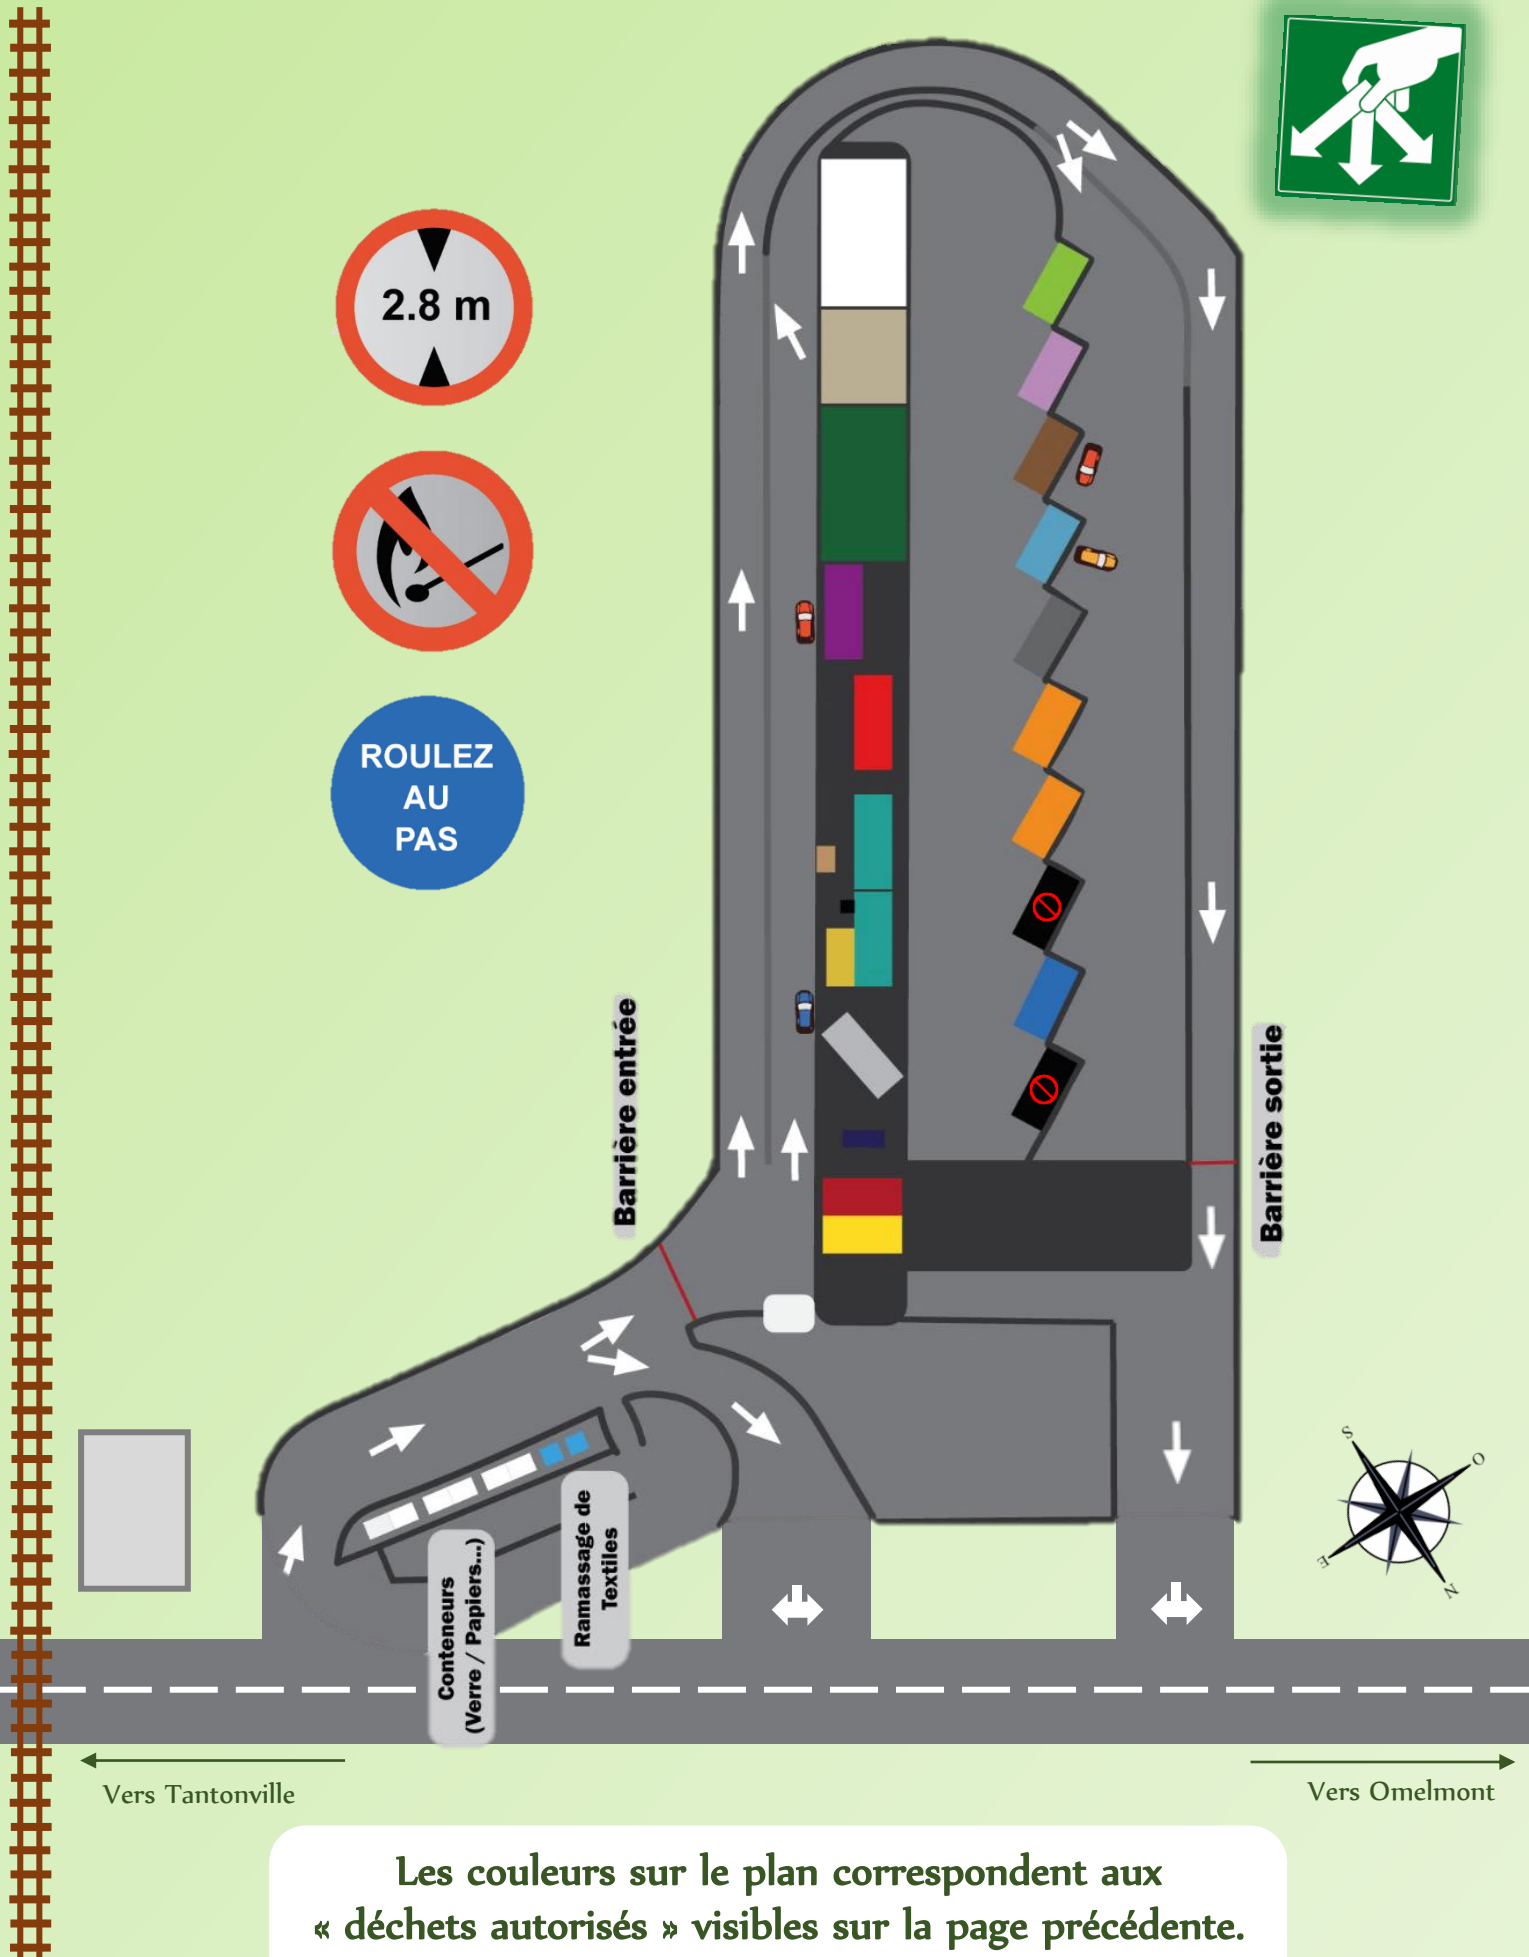 2.8 m
ROULEZ
AU
PAS
Barrière entrée
Barrière sortie
Conteneurs
(Verre / Papiers...)
Ramassage de
Textiles
S
O
E
N
Vers Tantonville
Vers Omelmont
Les couleurs sur le plan correspondent aux
« déchets autorisés » visibles sur la page précédente.